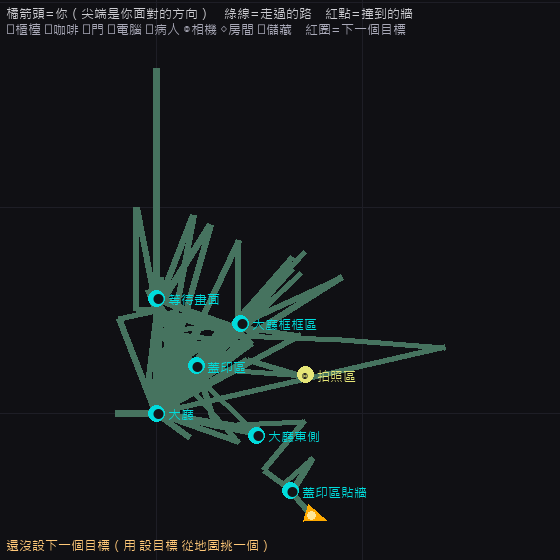 橘箭頭=你（尖端是你面對的方向） 綠線=走過的路 紅點=撞到的牆
櫃檯 咖啡 門 電腦 病人 相機 房間 儲藏 紅圈=下一個目標
等待畫面
大廳框框區
蓋印區
拍照區
大廳
大廳東側
蓋印區貼牆
還沒設下一個目標（用 設目標 從地圖挑一個）